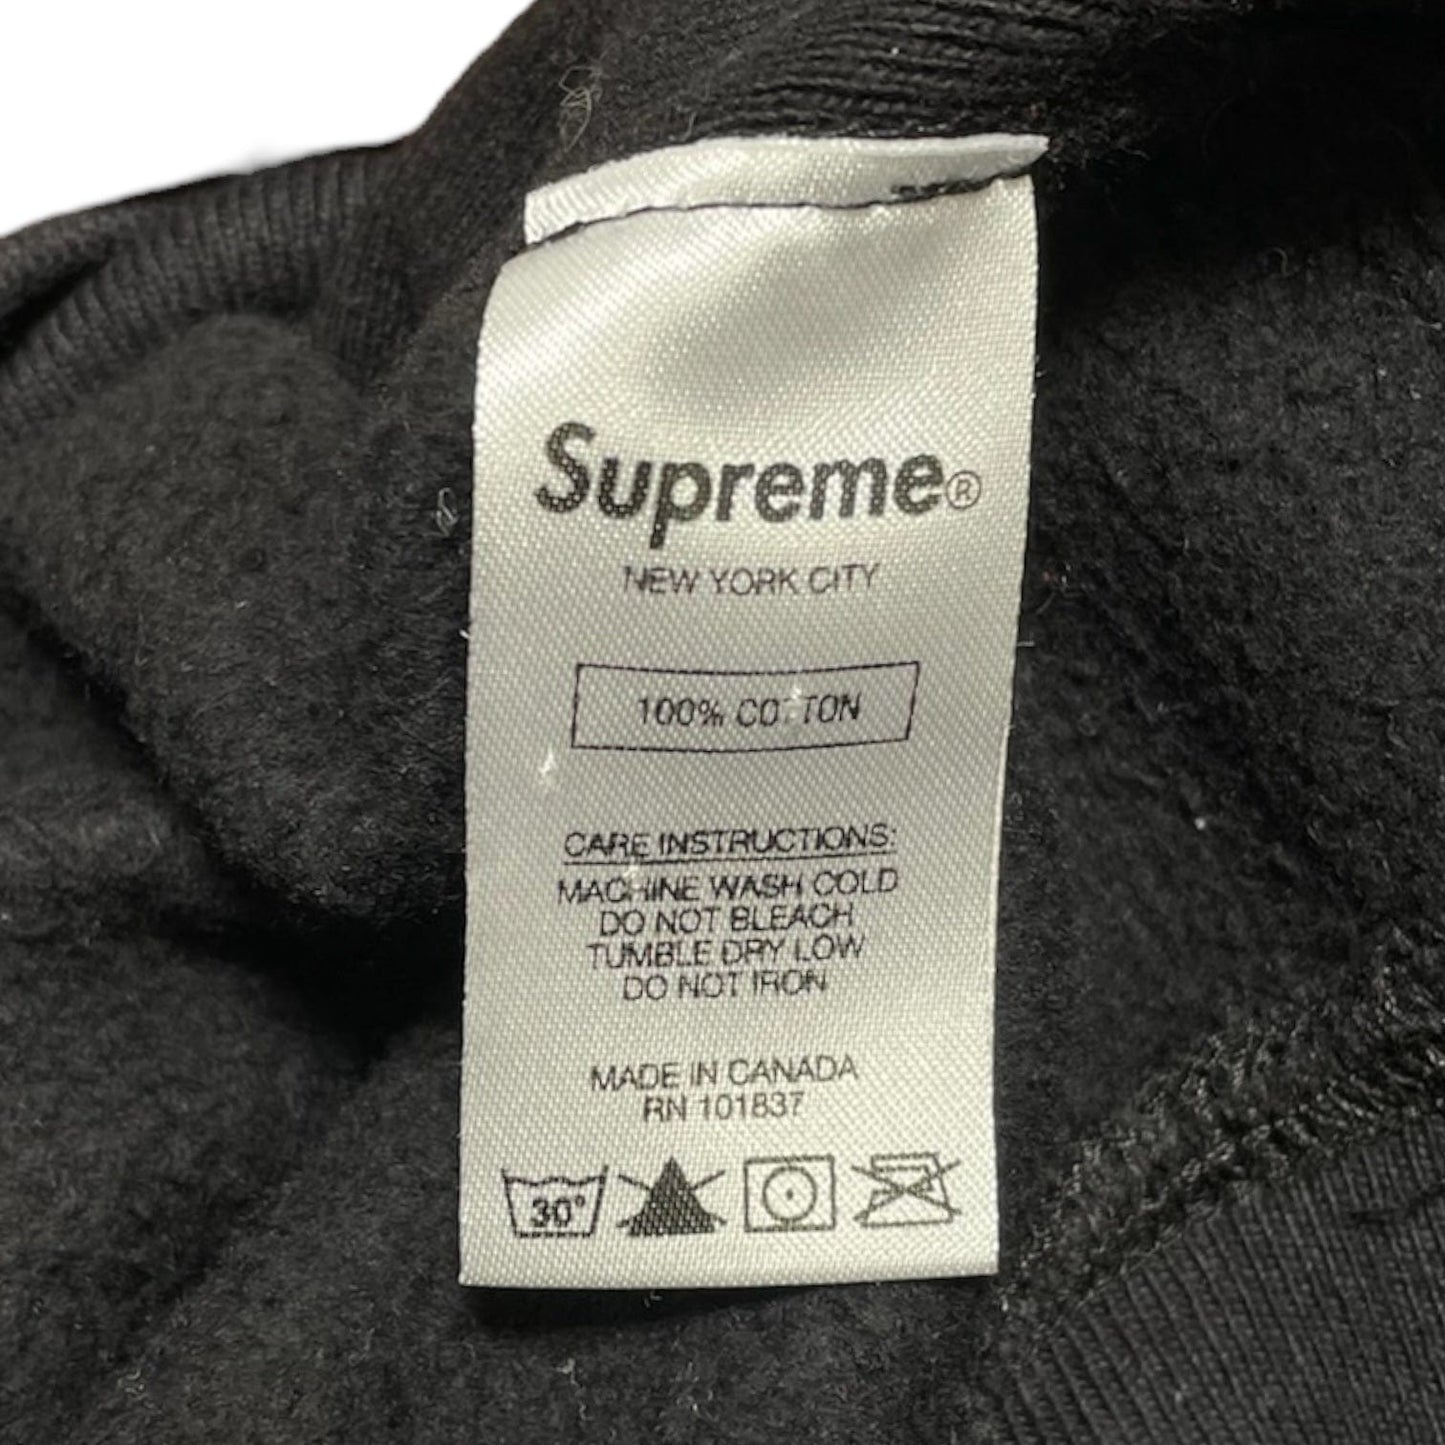 Supreme®
NEW YORK CITY
100% COTTON
CARE INSTRUCTIONS:
MACHINE WASH COLD
DO NOT BLEACH
TUMBLE DRY LOW
DO NOT IRON
MADE IN CANADA
RN 101837
30°